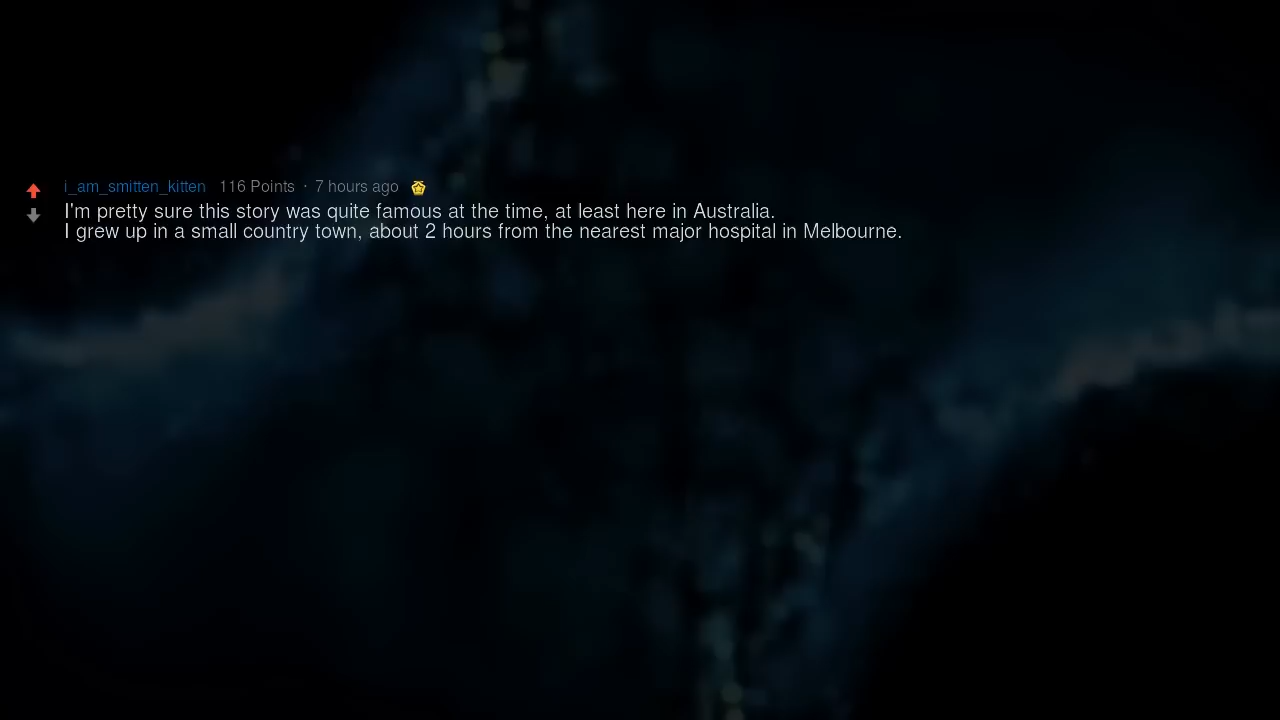 i_am_smitten_kitten 116 Points · 7 hours ago
I'm pretty sure this story was quite famous at the time, at least here in Australia.
I grew up in a small country town, about 2 hours from the nearest major hospital in Melbourne.